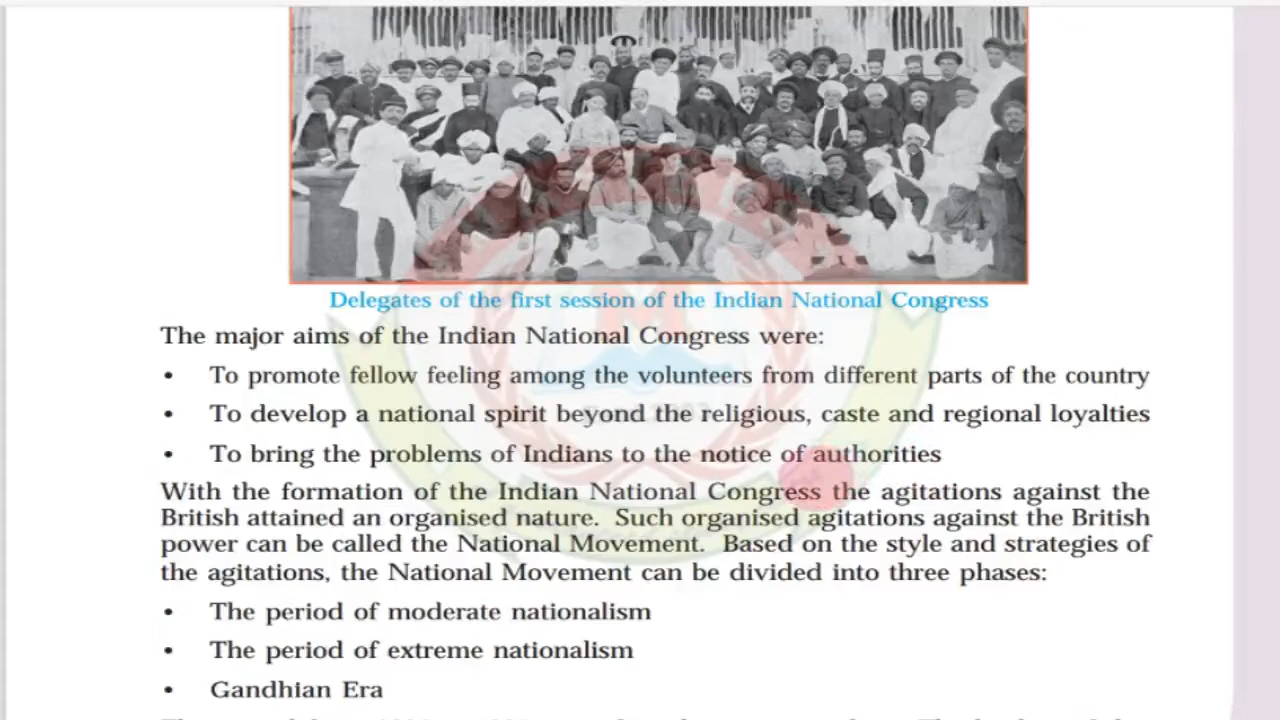 Delegates of the first session of the Indian National Congress
The major aims of the Indian National Congress were:
• To promote fellow feeling among the volunteers from different parts of the country
• To develop a national spirit beyond the religious, caste and regional loyalties
• To bring the problems of Indians to the notice of authorities
With the formation of the Indian National Congress the agitations against the
British attained an organised nature. Such organised agitations against the British
power can be called the National Movement. Based on the style and strategies of
the agitations, the National Movement can be divided into three phases:
• The period of moderate nationalism
• The period of extreme nationalism
• Gandhian Era